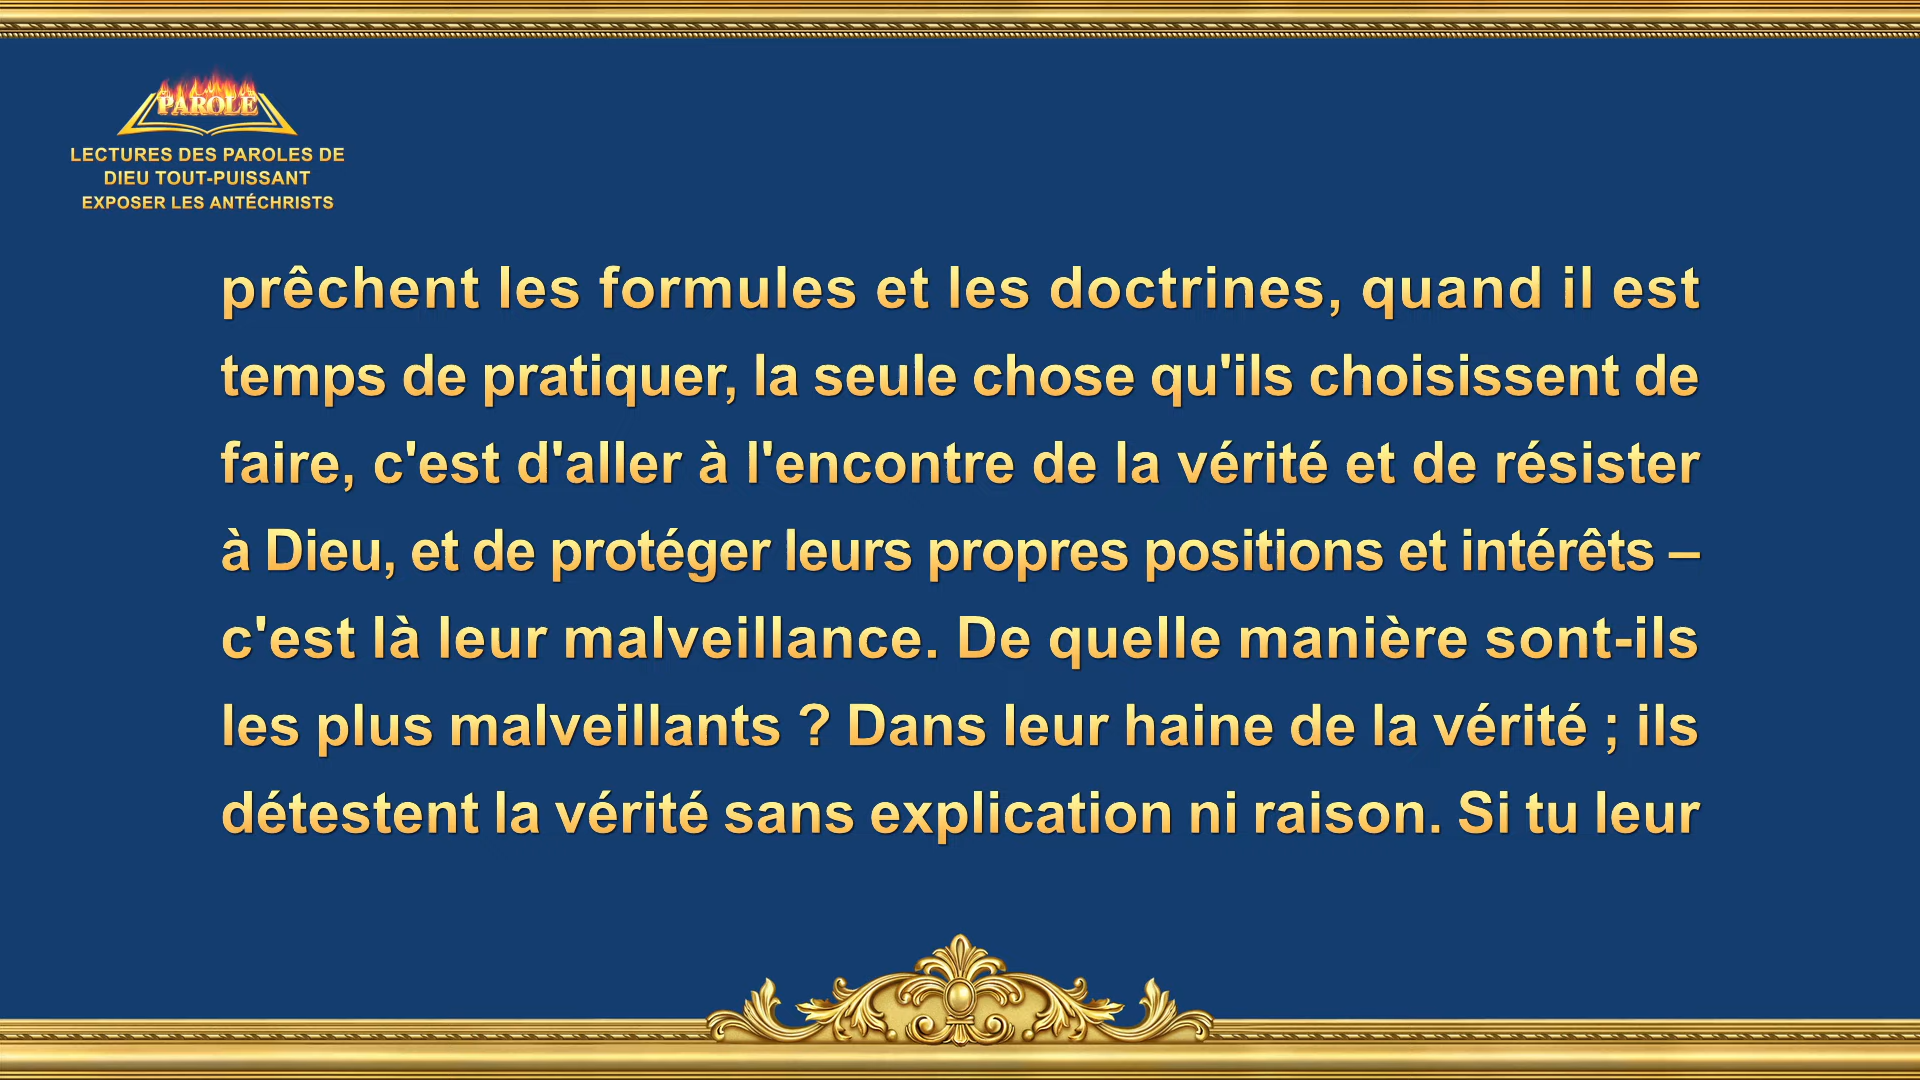 PAROLE
LECTURES DES PAROLES DE
DIEU TOUT-PUISSANT
EXPOSER LES ANTÉCHRISTS
prêchent les formules et les doctrines, quand il est
temps de pratiquer, la seule chose qu'ils choisissent de
faire, c'est d'aller à l'encontre de la vérité et de résister
à Dieu, et de protéger leurs propres positions et intérêts –
c'est là leur malveillance. De quelle manière sont-ils
les plus malveillants ? Dans leur haine de la vérité ; ils
détestent la vérité sans explication ni raison. Si tu leur